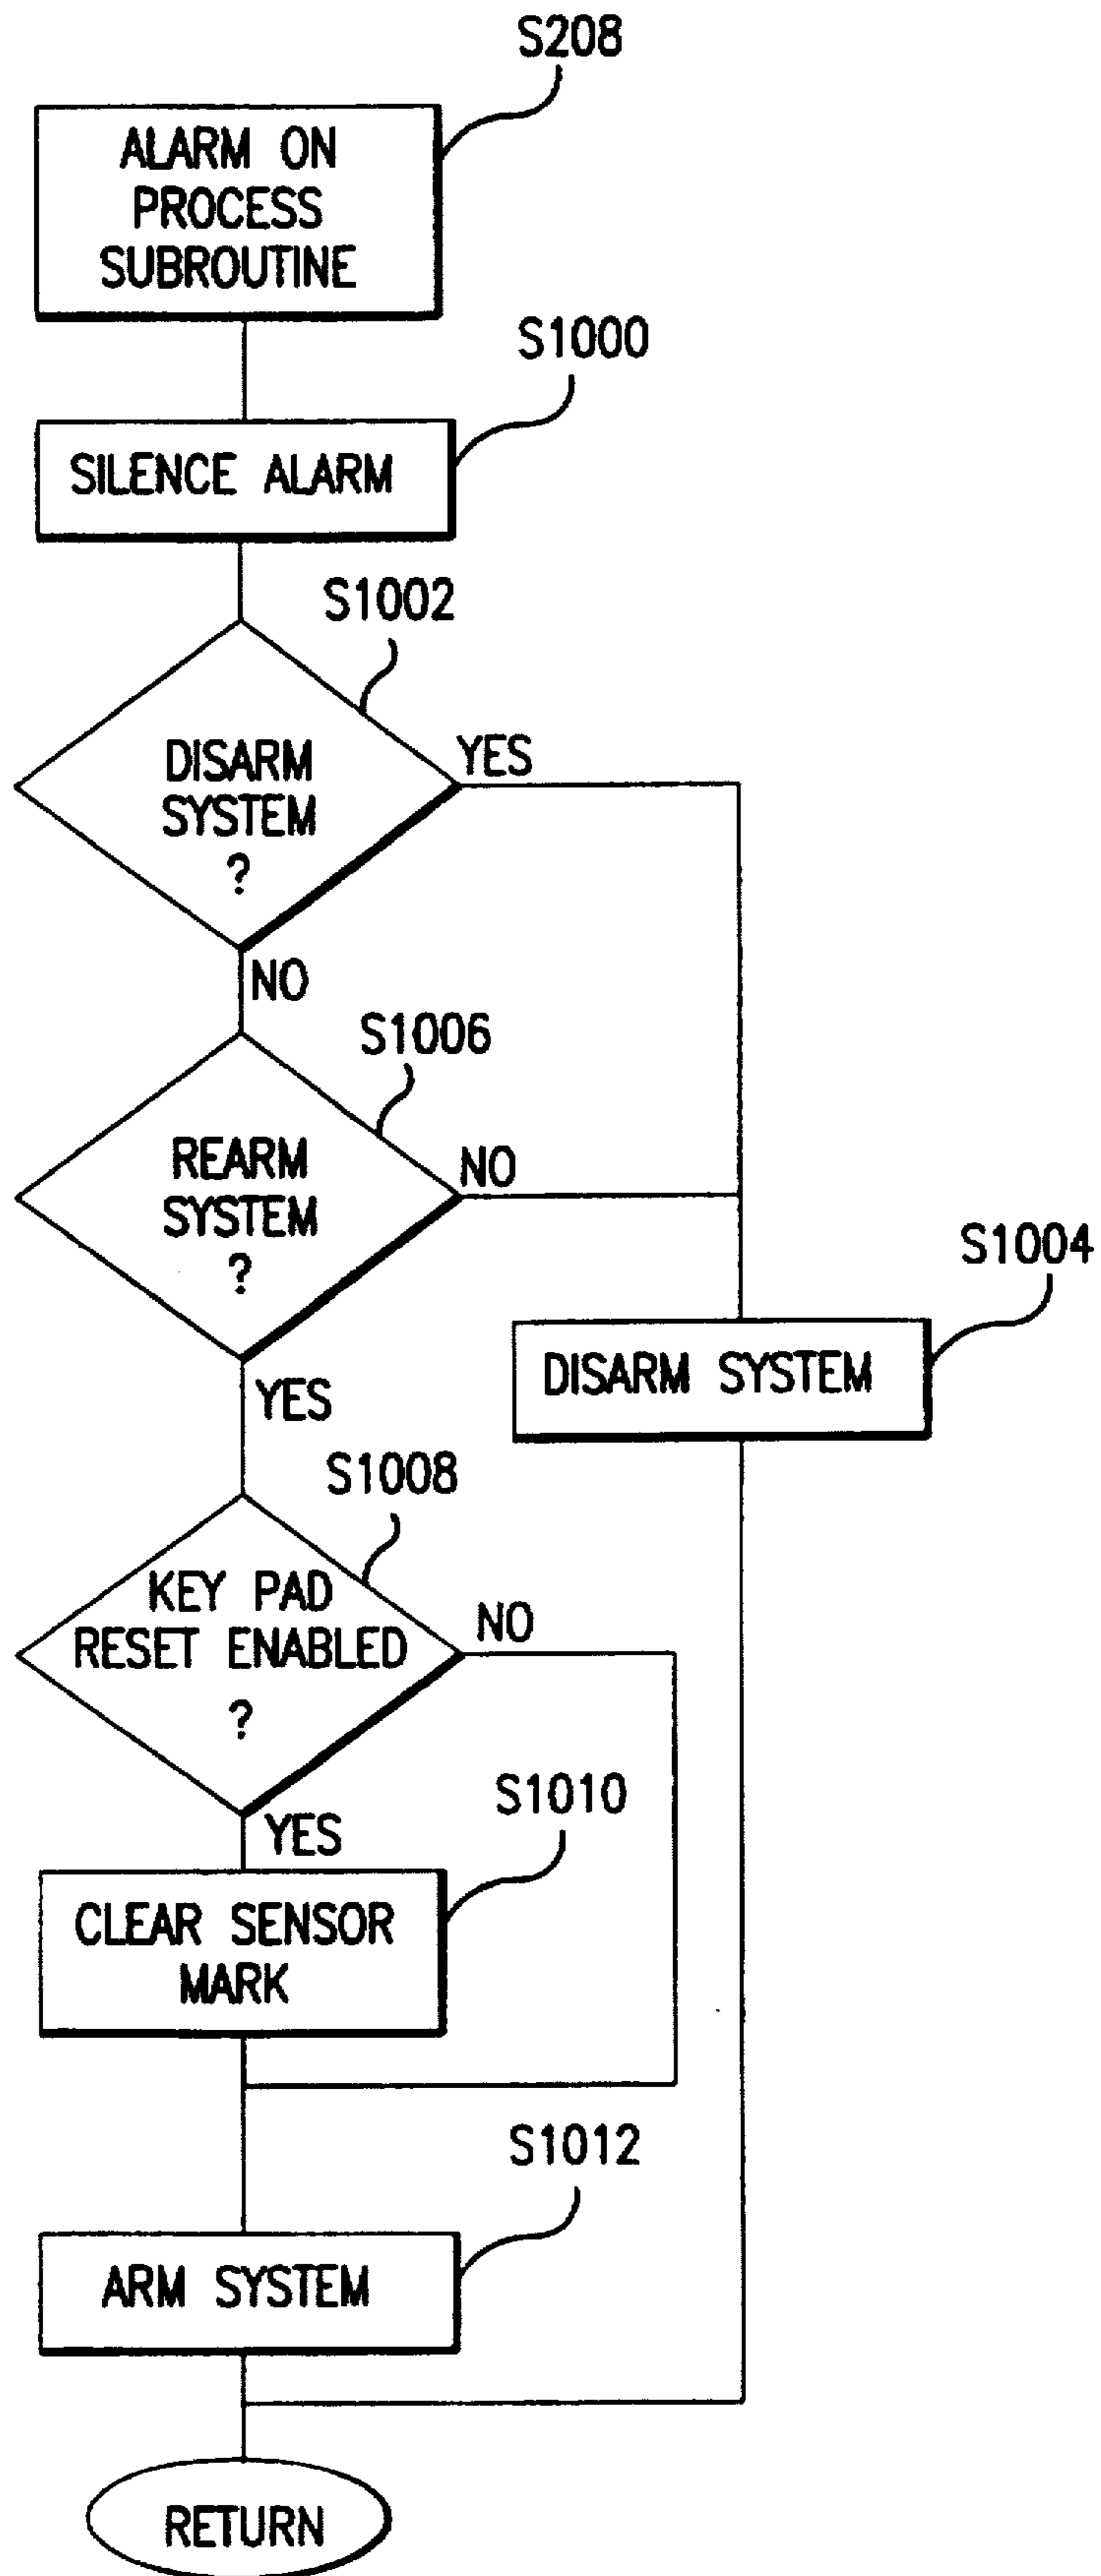 S208
ALARM ON
PROCESS
SUBROUTINE
S1000
SILENCE ALARM
S1002
DISARM
SYSTEM
?
YES
NO
S1006
REARM
SYSTEM
?
NO
S1004
DISARM SYSTEM
YES
S1008
KEY PAD
RESET ENABLED
?
NO
YES
S1010
CLEAR SENSOR
MARK
S1012
ARM SYSTEM
RETURN